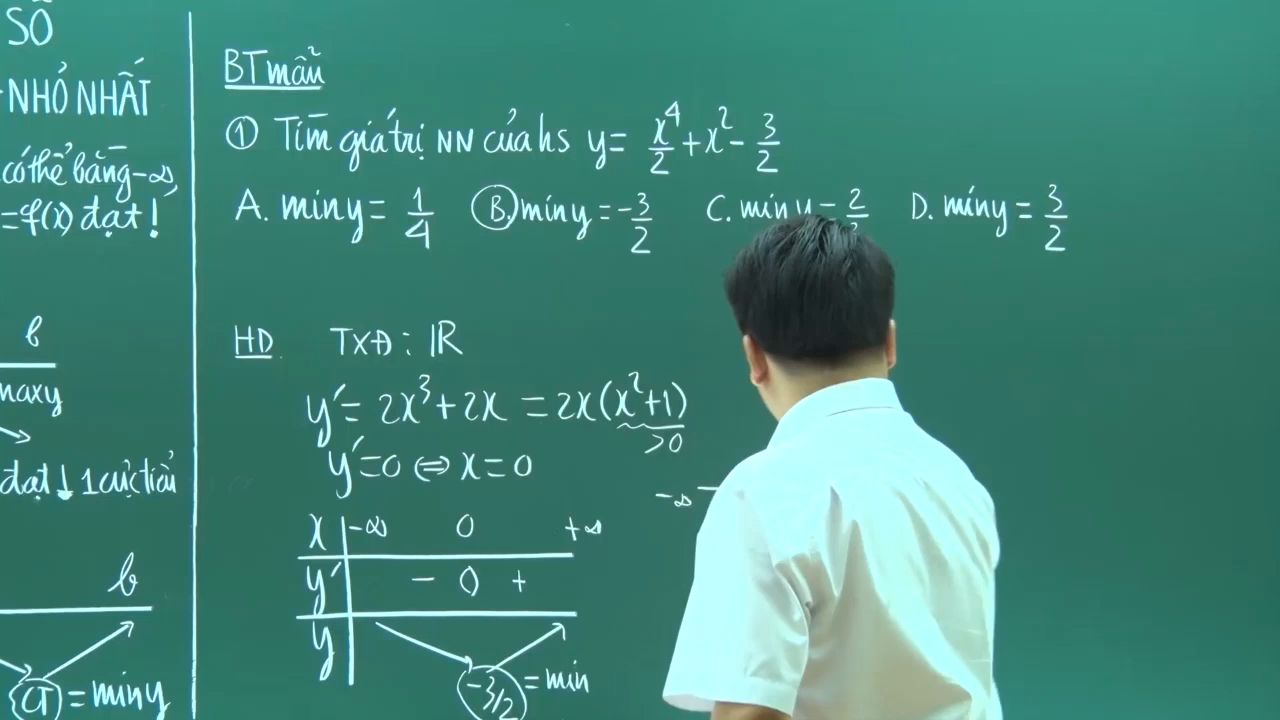 SỐ
NHỎ NHẤT
có thể bằng -∞,
= f(x) đạt!
b
maxy
đạt ↓ 1 cực tiểu
b
CT = miny
BT mẫu
① Tìm giá trị NN của hs y = x⁴/2 + x² - 3/2
A. miny = 1/4 B. miny = -3/2 C. miny = 2/ D. miny = 3/2
HD TXĐ: ℝ
y' = 2x³ + 2x = 2x(x² + 1)
>0
y' = 0 ⇔ x = 0
-∞
x -∞ 0 +∞
y' - 0 +
y
-3/2 = min